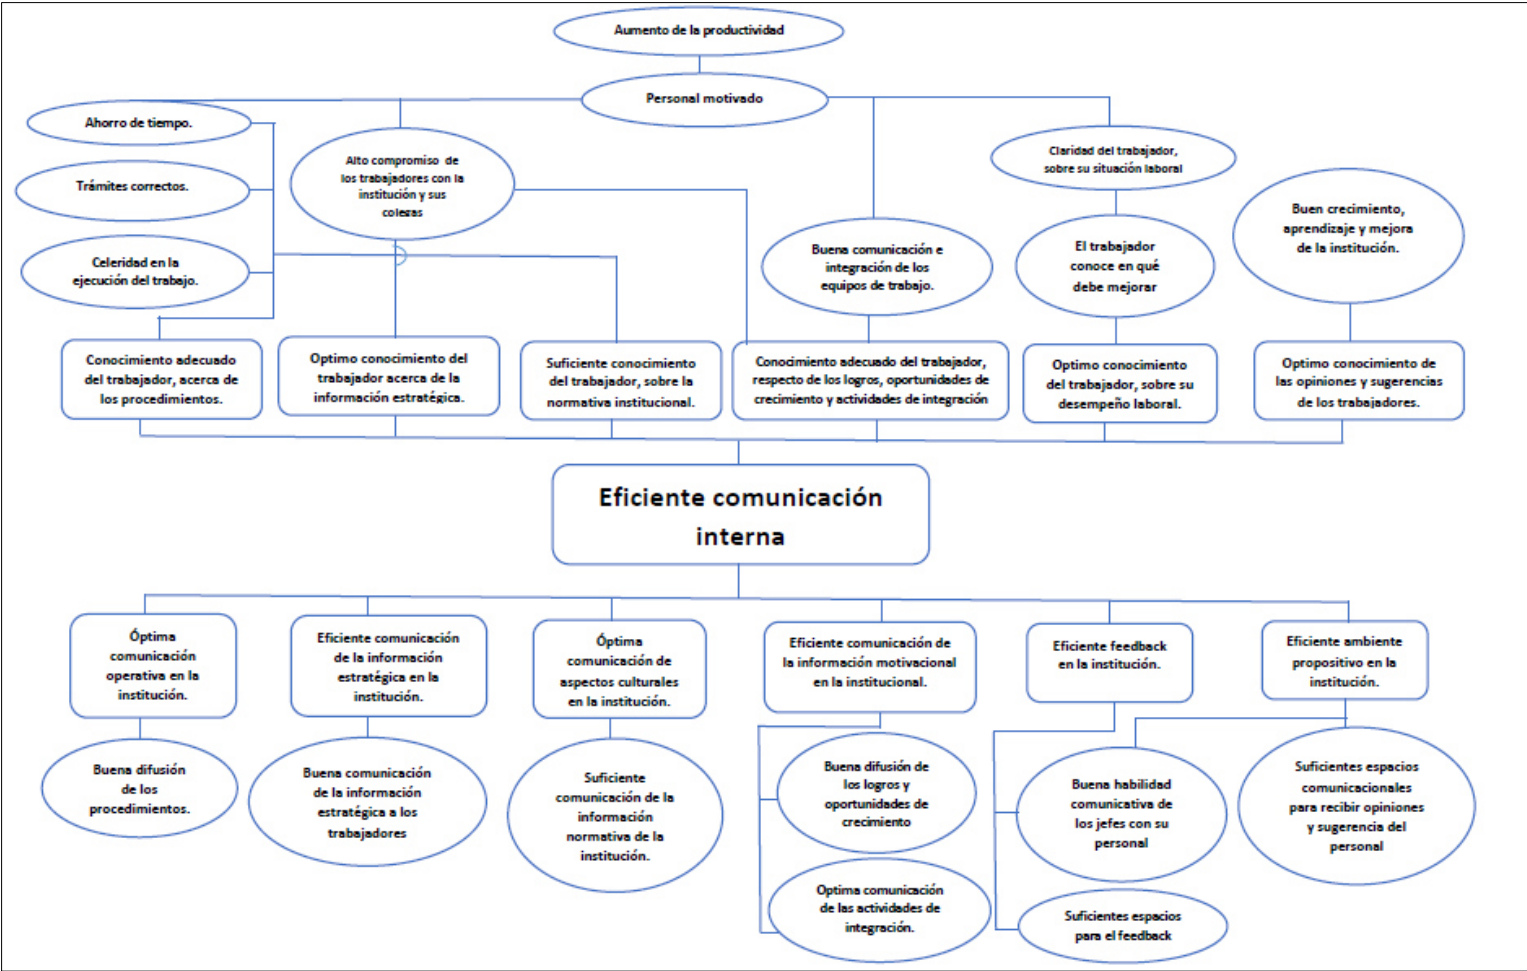 Aumento de la productividad
Personal motivado
Ahorro de tiempo.
Trámites correctos.
Celeridad en la
ejecución del trabajo.
Alto compromiso de
los trabajadores con la
institución y sus
colegas
Buena comunicación e
integración de los
equipos de trabajo.
Claridad del trabajador,
sobre su situación laboral
El trabajador
conoce en qué
debe mejorar
Buen crecimiento,
aprendizaje y mejora
de la institución.
Conocimiento adecuado
del trabajador, acerca de
los procedimientos.
Optimo conocimiento del
trabajador acerca de la
información estratégica.
Suficiente conocimiento
del trabajador, sobre la
normativa institucional.
Conocimiento adecuado del trabajador,
respecto de los logros, oportunidades de
crecimiento y actividades de integración
Optimo conocimiento
del trabajador, sobre su
desempeño laboral.
Optimo conocimiento de
las opiniones y sugerencias
de los trabajadores.
Eficiente comunicación
interna
Óptima
comunicación
operativa en la
institución.
Eficiente comunicación
de la información
estratégica en la
institución.
Óptima
comunicación de
aspectos culturales
en la institución.
Eficiente comunicación de
la información motivacional
en la institucional.
Eficiente feedback
en la institución.
Eficiente ambiente
propositivo en la
institución.
Buena difusión
de los
procedimientos.
Buena comunicación
de la información
estratégica a los
trabajadores
Suficiente
comunicación de la
información
normativa de la
institución.
Buena difusión de
los logros y
oportunidades de
crecimiento
Optima comunicación
de las actividades de
integración.
Buena habilidad
comunicativa de
los jefes con su
personal
Suficientes espacios
para el feedback
Suficientes espacios
comunicacionales
para recibir opiniones
y sugerencia del
personal